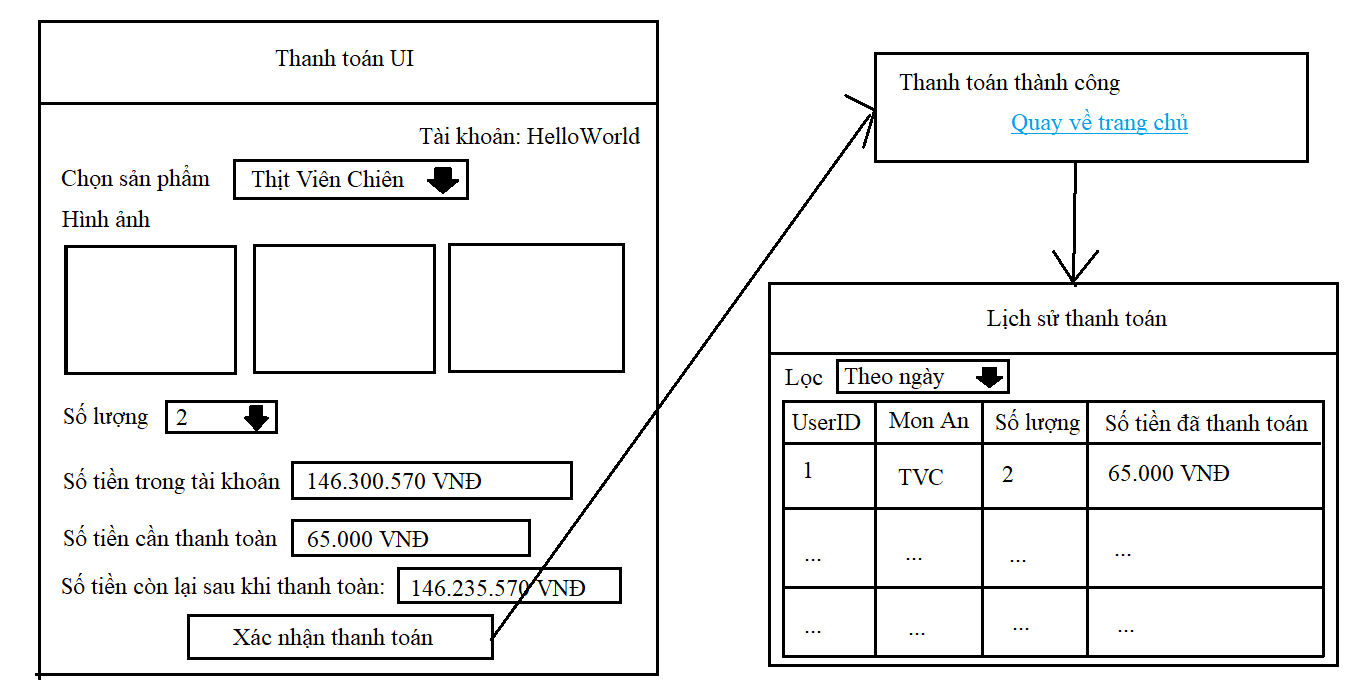 Thanh toán UI
Tài khoản: HelloWorld
Chọn sản phẩm Thịt Viên Chiên
Hình ảnh
Số lượng 2
Số tiền trong tài khoản 146.300.570 VNĐ
Số tiền cần thanh toàn 65.000 VNĐ
Số tiền còn lại sau khi thanh toàn: 146.235.570 VNĐ
Xác nhận thanh toán
Thanh toán thành công
Quay về trang chủ
Lịch sử thanh toán
Lọc Theo ngày
UserID Mon An Số lượng Số tiền đã thanh toán
1 TVC 2 65.000 VNĐ
... ... ... ...
... ... ... ...